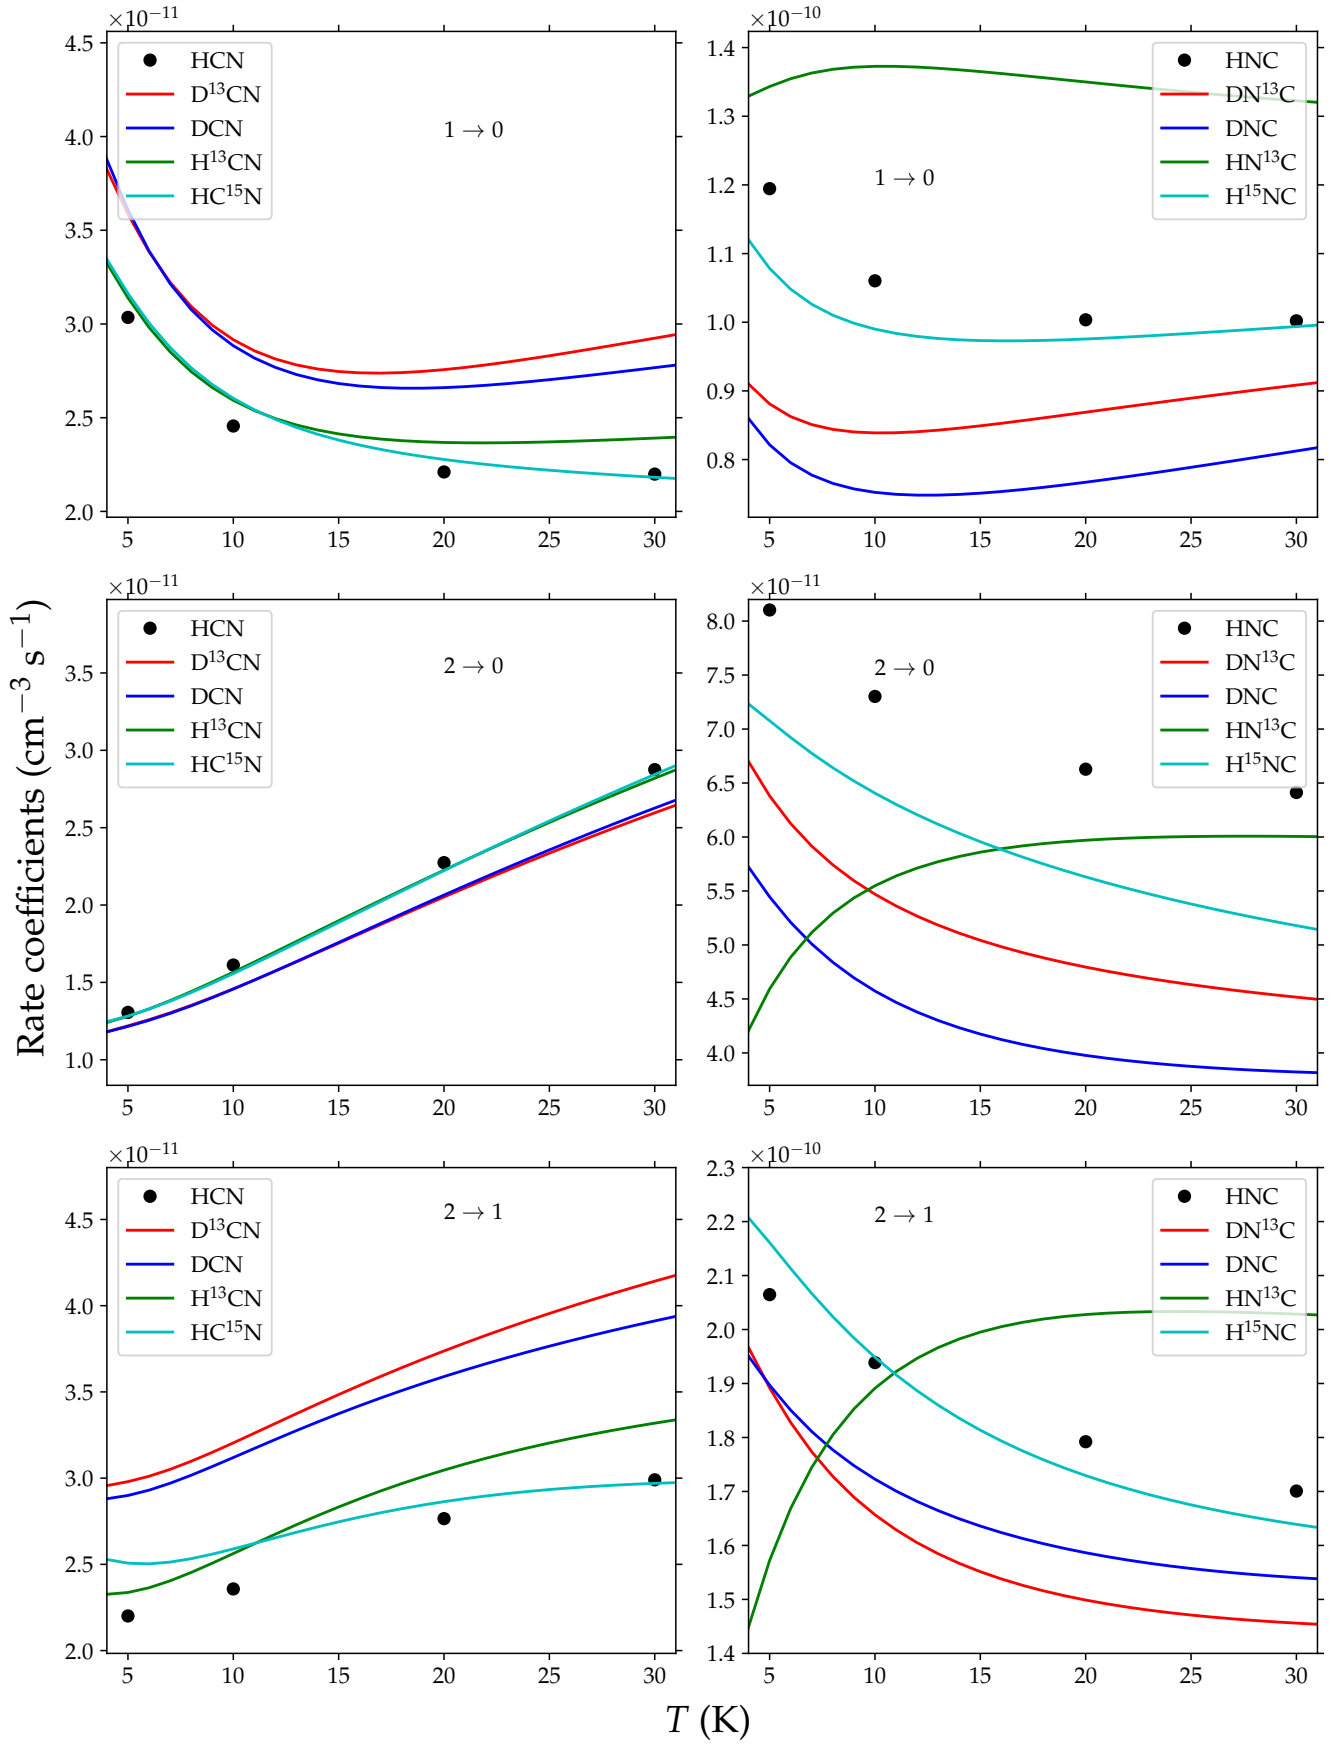 Rate coefficients (cm⁻³ s⁻¹)
×10⁻¹¹
4.5
4.0
3.5
3.0
2.5
2.0
HCN
D¹³CN
DCN
H¹³CN
HC¹⁵N
1 → 0
5 10 15 20 25 30
×10⁻¹⁰
1.4
1.3
1.2
1.1
1.0
0.9
0.8
HNC
DN¹³C
DNC
HN¹³C
H¹⁵NC
1 → 0
5 10 15 20 25 30
×10⁻¹¹
3.5
3.0
2.5
2.0
1.5
1.0
HCN
D¹³CN
DCN
H¹³CN
HC¹⁵N
2 → 0
5 10 15 20 25 30
×10⁻¹¹
8.0
7.5
7.0
6.5
6.0
5.5
5.0
4.5
4.0
HNC
DN¹³C
DNC
HN¹³C
H¹⁵NC
2 → 0
5 10 15 20 25 30
×10⁻¹¹
4.5
4.0
3.5
3.0
2.5
2.0
HCN
D¹³CN
DCN
H¹³CN
HC¹⁵N
2 → 1
5 10 15 20 25 30
×10⁻¹⁰
2.3
2.2
2.1
2.0
1.9
1.8
1.7
1.6
1.5
1.4
HNC
DN¹³C
DNC
HN¹³C
H¹⁵NC
2 → 1
5 10 15 20 25 30
T (K)